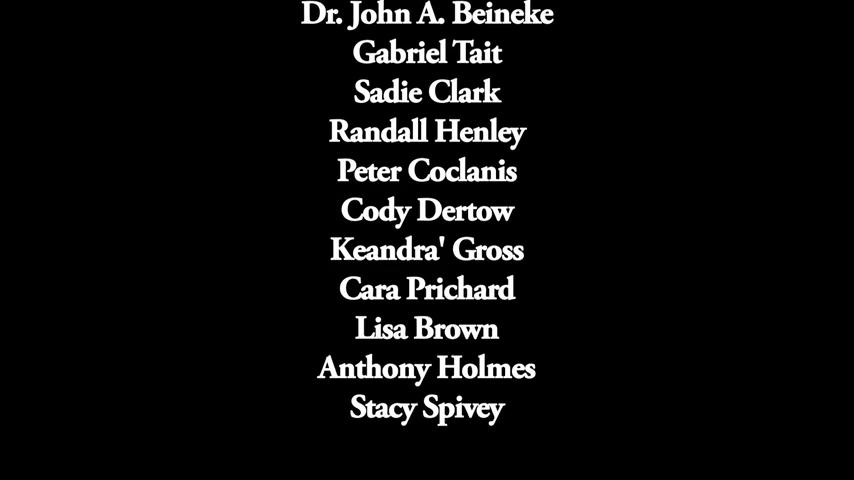 Dr. John A. Beineke
Gabriel Tait
Sadie Clark
Randall Henley
Peter Coclanis
Cody Dertow
Keandra' Gross
Cara Prichard
Lisa Brown
Anthony Holmes
Stacy Spivey